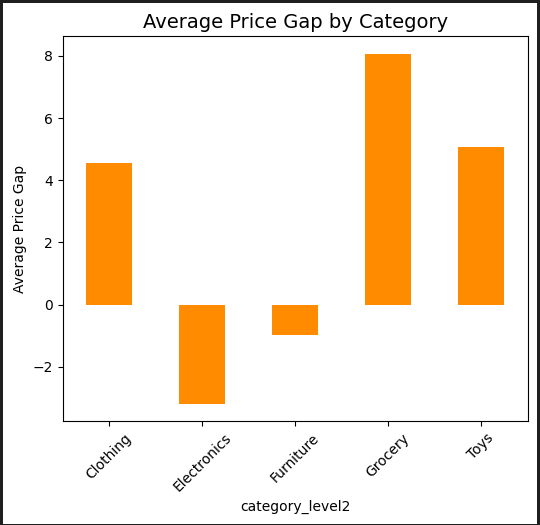 Average Price Gap by Category
Average Price Gap
8
6
4
2
0
−2
Clothing
Electronics
Furniture
Grocery
Toys
category_level2